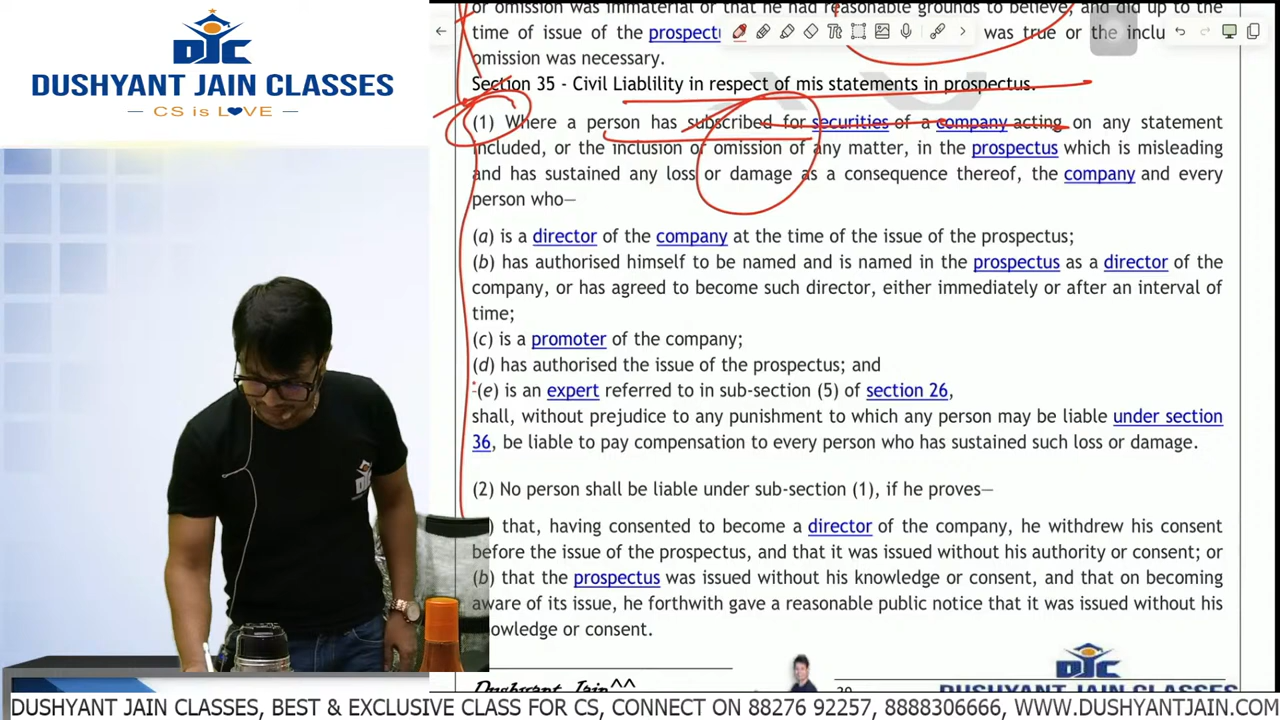 DJC
DUSHYANT JAIN CLASSES
CS is L VE
or omission was immaterial or that he had reasonable grounds to believe, and did up to the
time of issue of the prospectu was true or the inclu
omission was necessary.
Section 35 - Civil Liablility in respect of mis statements in prospectus.
(1) Where a person has subscribed for securities of a company acting on any statement
included, or the inclusion or omission of any matter, in the prospectus which is misleading
and has sustained any loss or damage as a consequence thereof, the company and every
person who—
(a) is a director of the company at the time of the issue of the prospectus;
(b) has authorised himself to be named and is named in the prospectus as a director of the
company, or has agreed to become such director, either immediately or after an interval of
time;
(c) is a promoter of the company;
(d) has authorised the issue of the prospectus; and
(e) is an expert referred to in sub-section (5) of section 26,
shall, without prejudice to any punishment to which any person may be liable under section
36, be liable to pay compensation to every person who has sustained such loss or damage.
(2) No person shall be liable under sub-section (1), if he proves—
) that, having consented to become a director of the company, he withdrew his consent
before the issue of the prospectus, and that it was issued without his authority or consent; or
(b) that the prospectus was issued without his knowledge or consent, and that on becoming
aware of its issue, he forthwith gave a reasonable public notice that it was issued without his
nowledge or consent.
Dushyant Jain^^
DJC
DUSHYANT JAIN CLASSES
DUSHYANT JAIN CLASSES, BEST & EXCLUSIVE CLASS FOR CS, CONNECT ON 88276 92257, 8888306666, WWW.DUSHYANTJAIN.COM